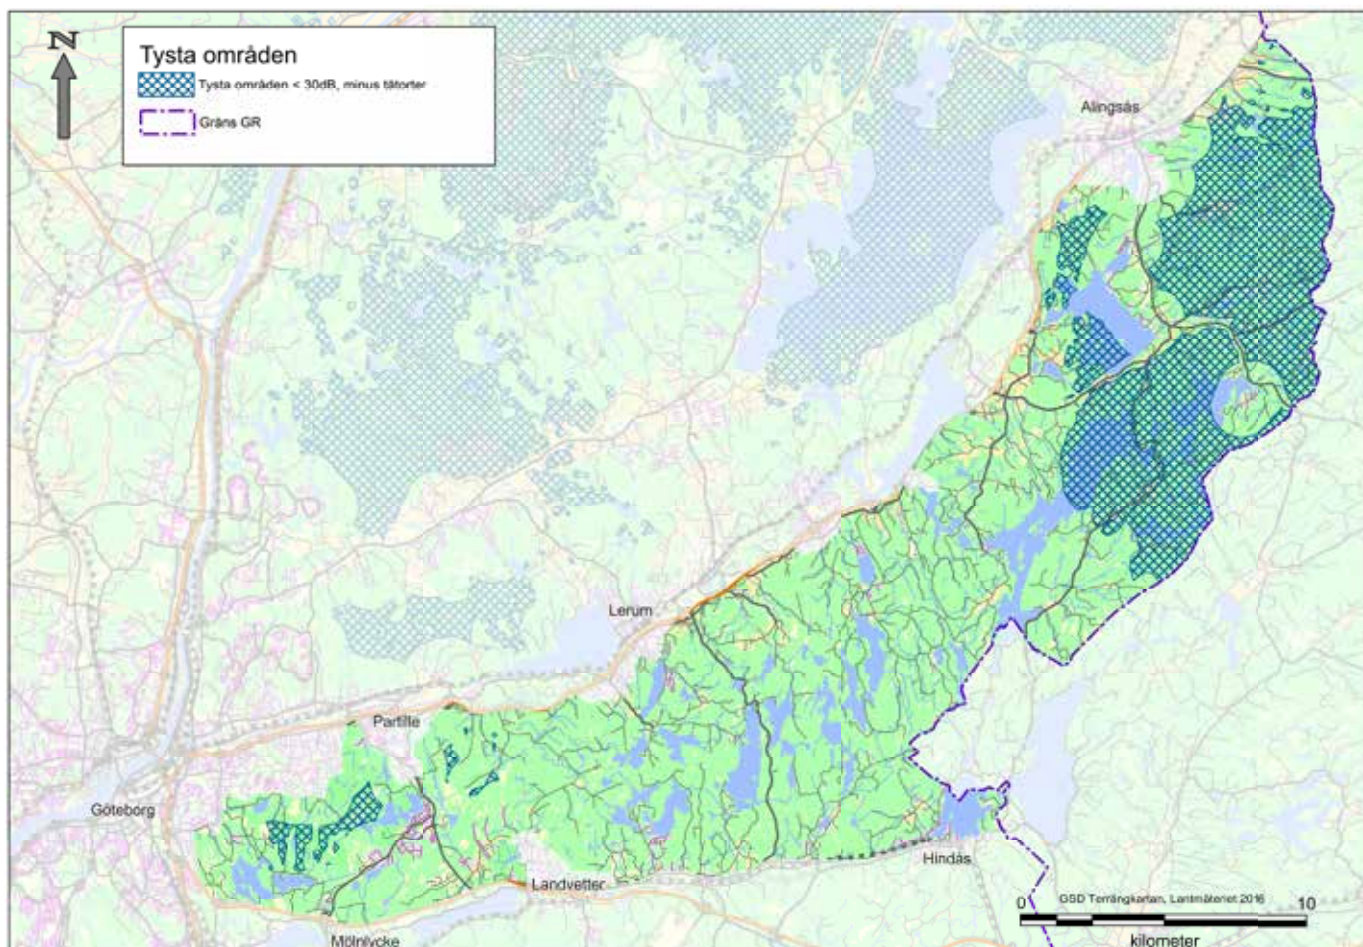 N
Tysta områden
Tysta områden < 30dB, minus tätorter
Gräns GR
Alingsås
Lerum
Partille
Göteborg
Landvetter
Hindås
Mölnlycke
GSD Terrängkartan, Lantmäteriet 2016
0 10
kilometer